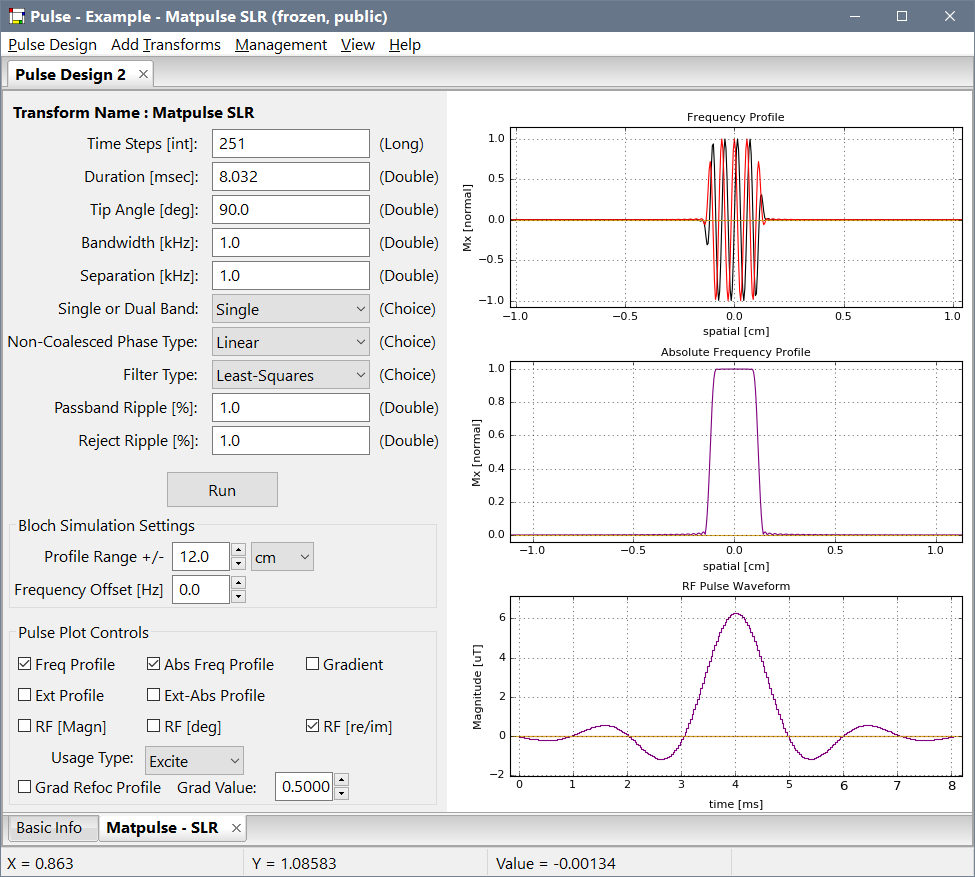 Pulse - Example - Matpulse SLR (frozen, public)
Pulse Design Add Transforms Management View Help
Pulse Design 2
Transform Name : Matpulse SLR
Time Steps [int]: 251 (Long)
Duration [msec]: 8.032 (Double)
Tip Angle [deg]: 90.0 (Double)
Bandwidth [kHz]: 1.0 (Double)
Separation [kHz]: 1.0 (Double)
Single or Dual Band: Single (Choice)
Non-Coalesced Phase Type: Linear (Choice)
Filter Type: Least-Squares (Choice)
Passband Ripple [%]: 1.0 (Double)
Reject Ripple [%]: 1.0 (Double)
Run
Bloch Simulation Settings
Profile Range +/- 12.0 cm
Frequency Offset [Hz] 0.0
Pulse Plot Controls
Freq Profile Abs Freq Profile Gradient
Ext Profile Ext-Abs Profile
RF [Magn] RF [deg] RF [re/im]
Usage Type: Excite
Grad Refoc Profile Grad Value: 0.5000
Frequency Profile
Mx [normal]
1.0
0.5
0.0
−0.5
−1.0
−1.0 −0.5 0.0 0.5 1.0
spatial [cm]
Absolute Frequency Profile
Mx [normal]
1.0
0.8
0.6
0.4
0.2
0.0
−1.0 −0.5 0.0 0.5 1.0
spatial [cm]
RF Pulse Waveform
Magnitude [uT]
6
4
2
0
−2
0 1 2 3 4 5 6 7 8
time [ms]
Basic Info Matpulse - SLR
X = 0.863 Y = 1.08583 Value = -0.00134